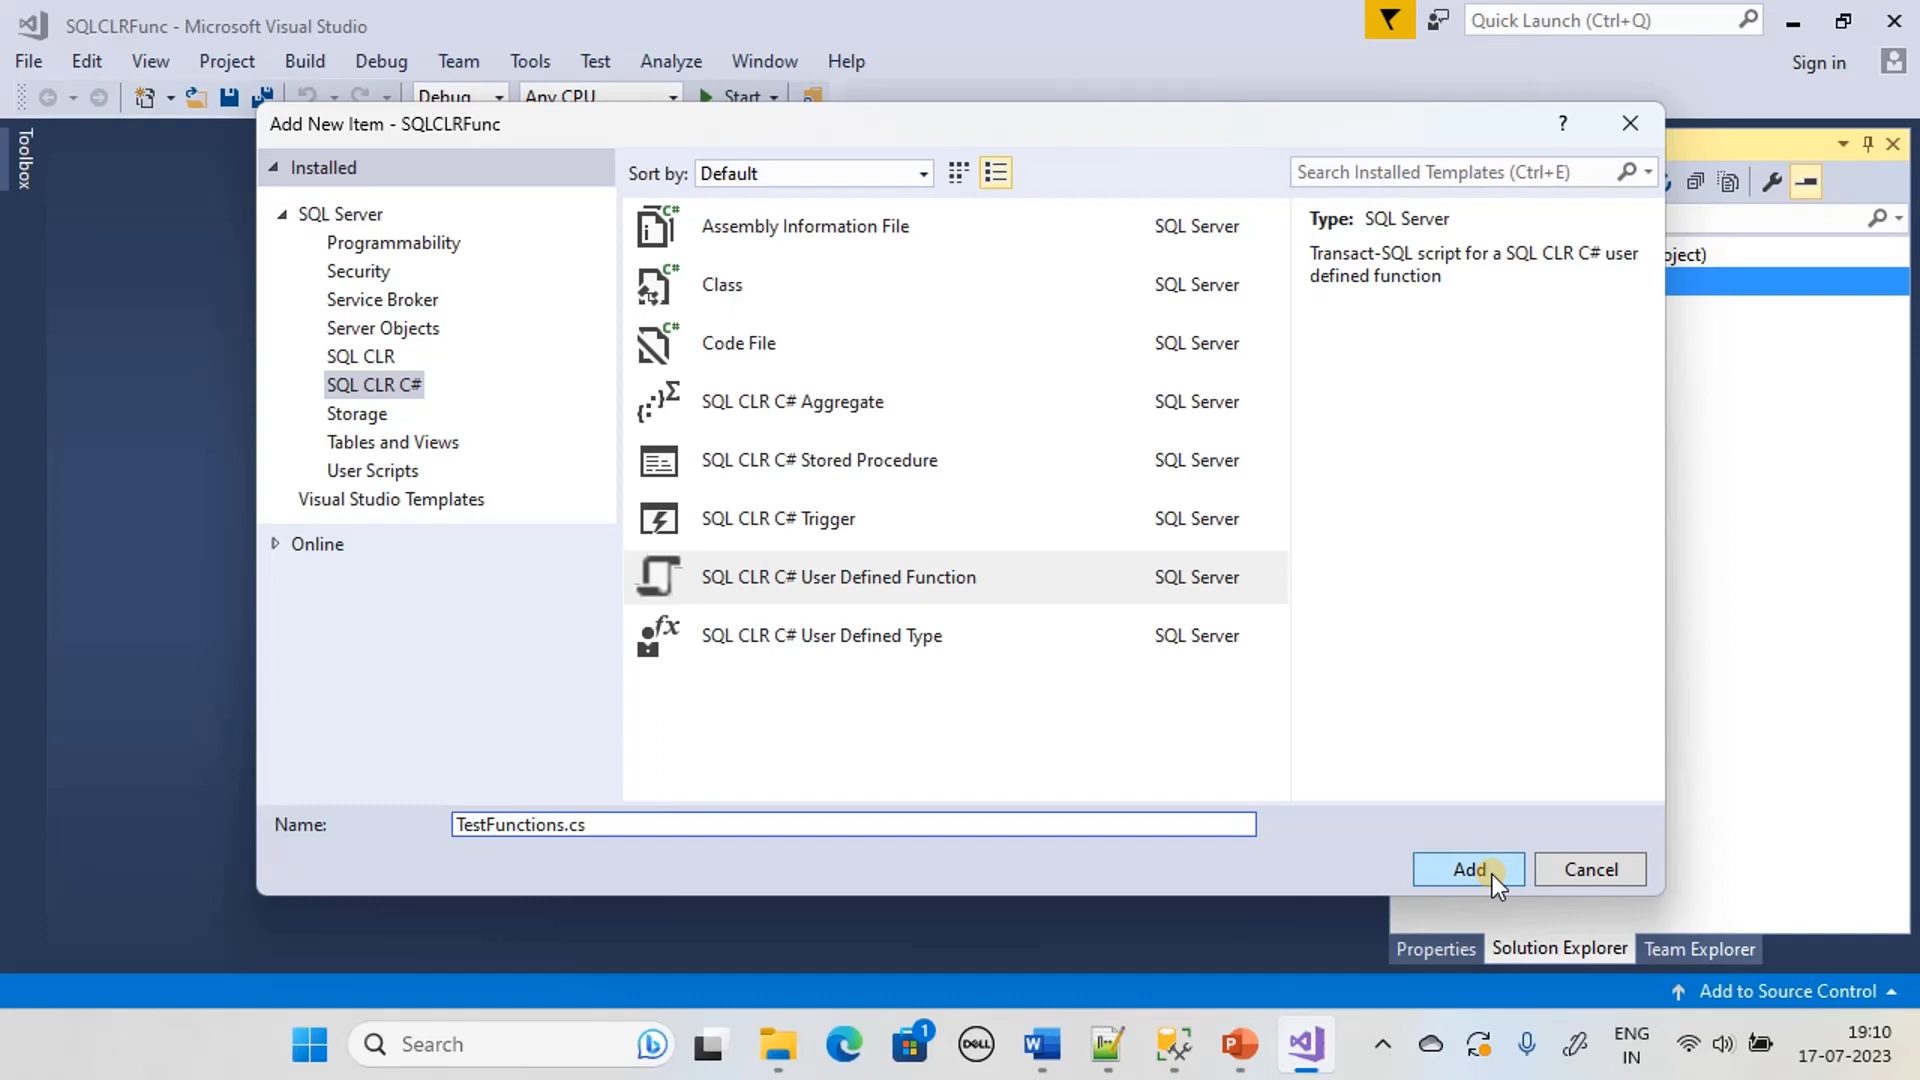 SQLCLRFunc - Microsoft Visual Studio
Quick Launch (Ctrl+Q)
File Edit View Project Build Debug Team Tools Test Analyze Window Help
Sign in
Debug Any CPU Start
Toolbox
Add New Item - SQLCLRFunc
?
Installed
Sort by: Default
Search Installed Templates (Ctrl+E)
SQL Server
Programmability
Security
Service Broker
Server Objects
SQL CLR
SQL CLR C#
Storage
Tables and Views
User Scripts
Visual Studio Templates
Online
Assembly Information File SQL Server
Class SQL Server
Code File SQL Server
SQL CLR C# Aggregate SQL Server
SQL CLR C# Stored Procedure SQL Server
SQL CLR C# Trigger SQL Server
SQL CLR C# User Defined Function SQL Server
SQL CLR C# User Defined Type SQL Server
Type: SQL Server
Transact-SQL script for a SQL CLR C# user
defined function
oject)
Name: TestFunctions.cs
Add Cancel
Properties Solution Explorer Team Explorer
Add to Source Control
Search
1
DELL
ENG
IN
19:10
17-07-2023